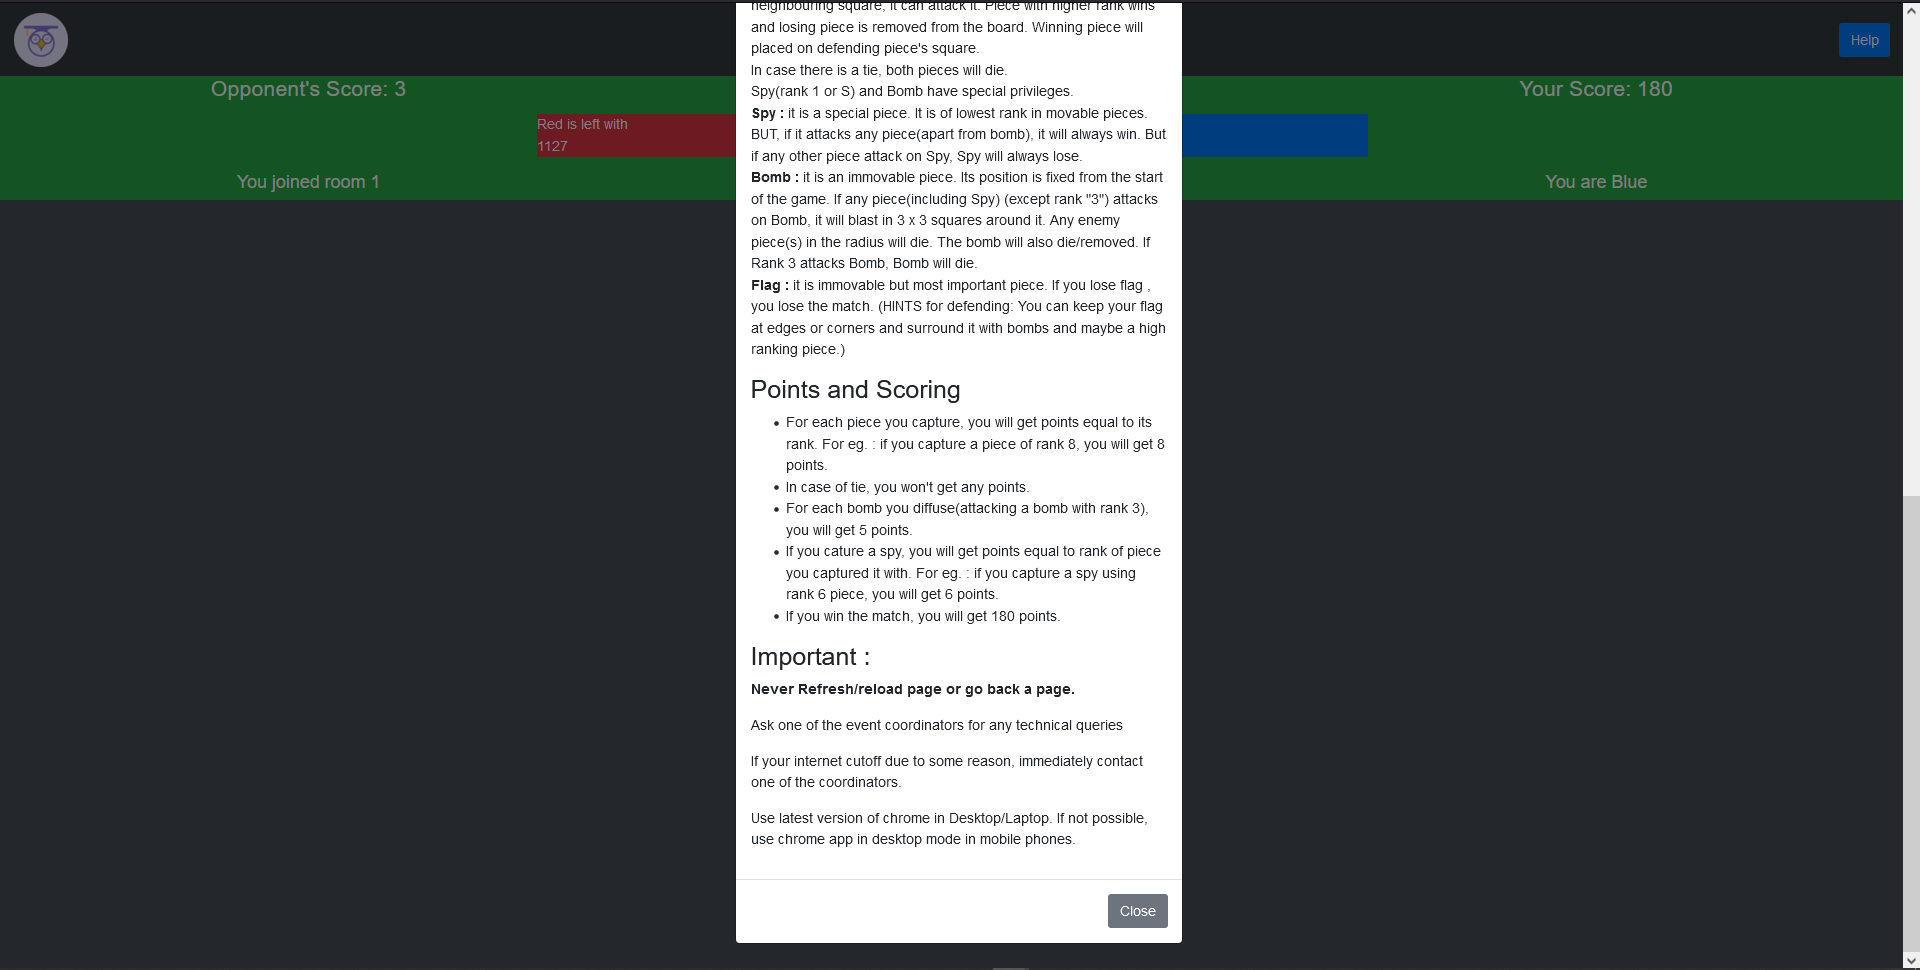 Help
Opponent's Score: 3
Your Score: 180
Red is left with
1127
You joined room 1
You are Blue
neighbouring square, it can attack it. Piece with higher rank wins
and losing piece is removed from the board. Winning piece will
placed on defending piece's square.
In case there is a tie, both pieces will die.
Spy(rank 1 or S) and Bomb have special privileges.
Spy : it is a special piece. It is of lowest rank in movable pieces.
BUT, if it attacks any piece(apart from bomb), it will always win. But
if any other piece attack on Spy, Spy will always lose.
Bomb : it is an immovable piece. Its position is fixed from the start
of the game. If any piece(including Spy) (except rank "3") attacks
on Bomb, it will blast in 3 x 3 squares around it. Any enemy
piece(s) in the radius will die. The bomb will also die/removed. If
Rank 3 attacks Bomb, Bomb will die.
Flag : it is immovable but most important piece. If you lose flag ,
you lose the match. (HINTS for defending: You can keep your flag
at edges or corners and surround it with bombs and maybe a high
ranking piece.)
Points and Scoring
• For each piece you capture, you will get points equal to its
rank. For eg. : if you capture a piece of rank 8, you will get 8
points.
• In case of tie, you won't get any points.
• For each bomb you diffuse(attacking a bomb with rank 3),
you will get 5 points.
• If you cature a spy, you will get points equal to rank of piece
you captured it with. For eg. : if you capture a spy using
rank 6 piece, you will get 6 points.
• If you win the match, you will get 180 points.
Important :
Never Refresh/reload page or go back a page.
Ask one of the event coordinators for any technical queries
If your internet cutoff due to some reason, immediately contact
one of the coordinators.
Use latest version of chrome in Desktop/Laptop. If not possible,
use chrome app in desktop mode in mobile phones.
Close